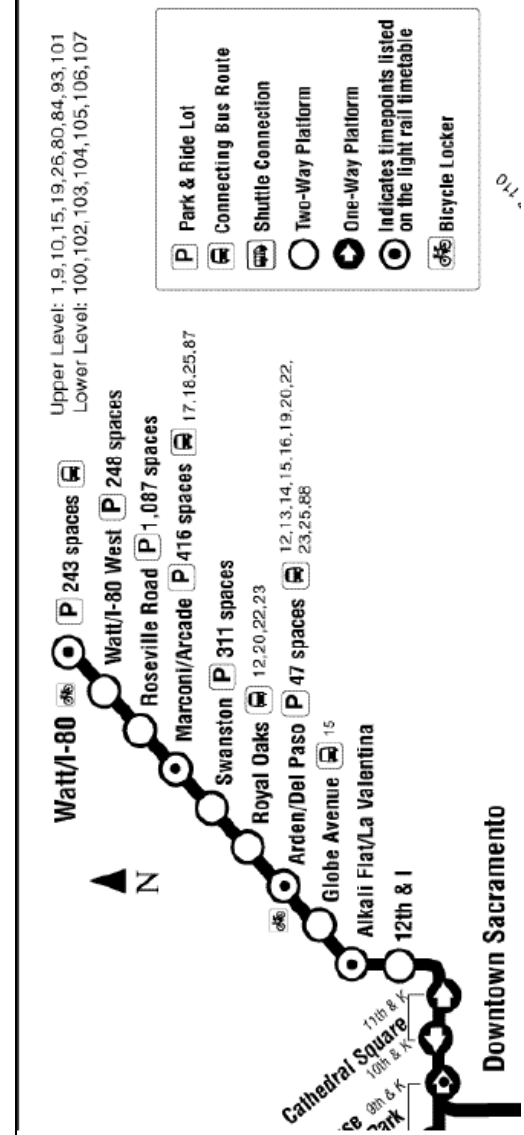 Upper Level: 1,9,10,15,19,26,80,84,93,101
Lower Level: 100,102,103,104,105,106,107
P Park & Ride Lot
Connecting Bus Route
Shuttle Connection
Two-Way Platform
One-Way Platform
Indicates timepoints listed
on the light rail timetable
Bicycle Locker
Watt/I-80 P 243 spaces
Watt/I-80 West P 248 spaces
Roseville Road P 1,087 spaces
Marconi/Arcade P 416 spaces 17,18,25,87
Swanston P 311 spaces
Royal Oaks 12,20,22,23
Arden/Del Paso P 47 spaces 12,13,14,15,16,19,20,22,
23,25,88
Globe Avenue 15
Alkali Flat/La Valentina
12th & I
N
11th & K
Cathedral Square
10th & K
9th & K
Downtown Sacramento